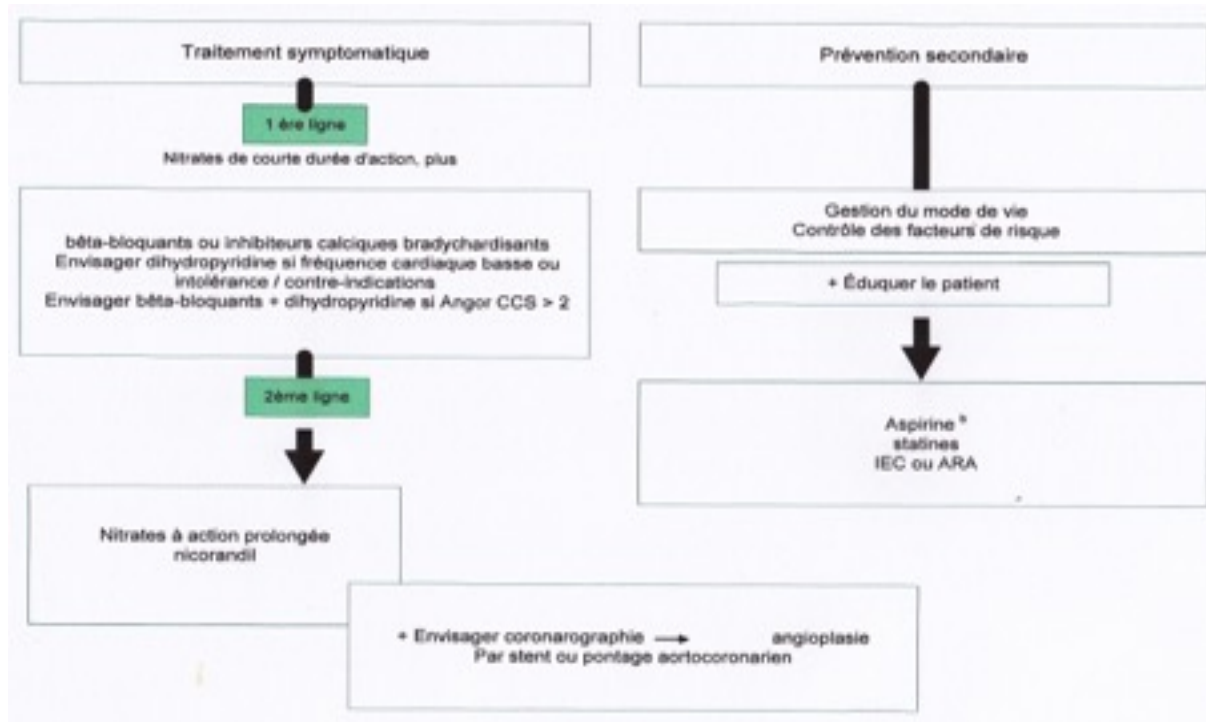 Traitement symptomatique
1 ère ligne
Nitrates de courte durée d'action, plus
bêta-bloquants ou inhibiteurs calciques bradychardisants
Envisager dihydropyridine si fréquence cardiaque basse ou
intolérance / contre-indications
Envisager bêta-bloquants + dihydropyridine si Angor CCS > 2
2ème ligne
Nitrates à action prolongée
nicorandil
+ Envisager coronarographie → angioplasie
Par stent ou pontage aortocoronarien
Prévention secondaire
Gestion du mode de vie
Contrôle des facteurs de risque
+ Éduquer le patient
Aspirine
statines
IEC ou ARA